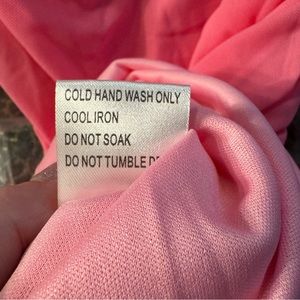 COLD HAND WASH ONLY
COOL IRON
DO NOT SOAK
DO NOT TUMBLE